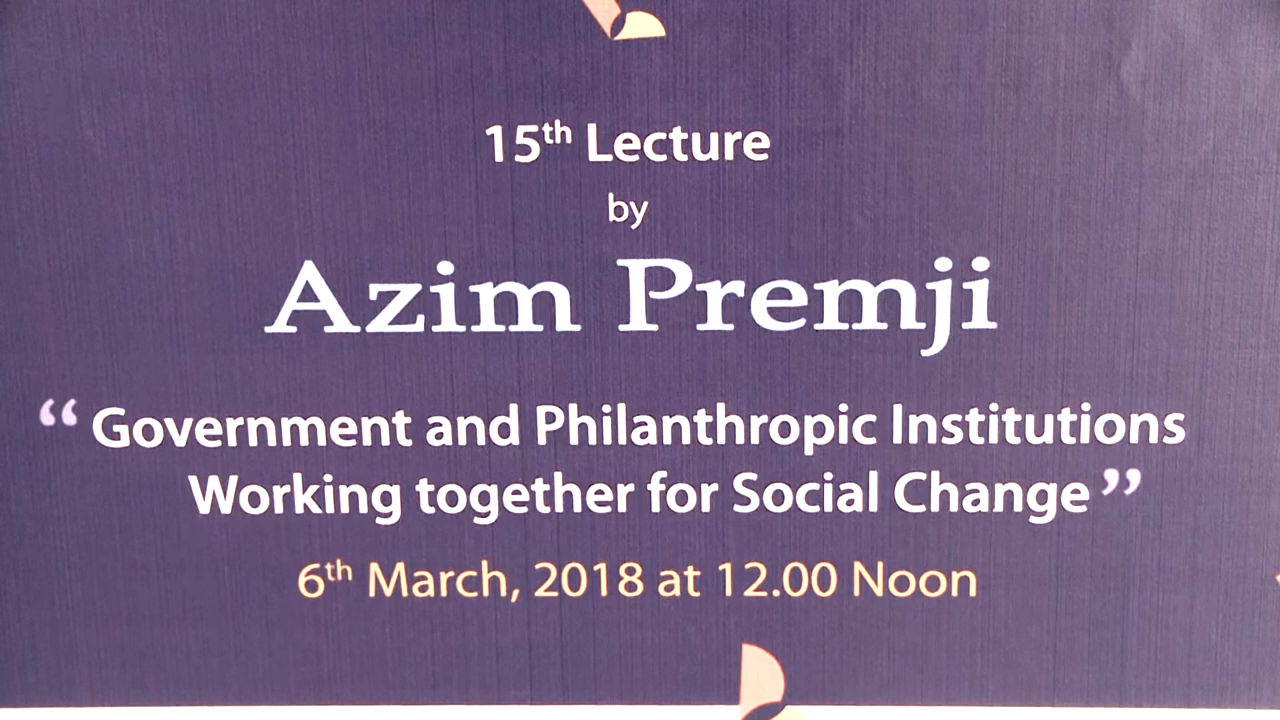 15th Lecture
by
Azim Premji
“Government and Philanthropic Institutions
Working together for Social Change”
6th March, 2018 at 12.00 Noon